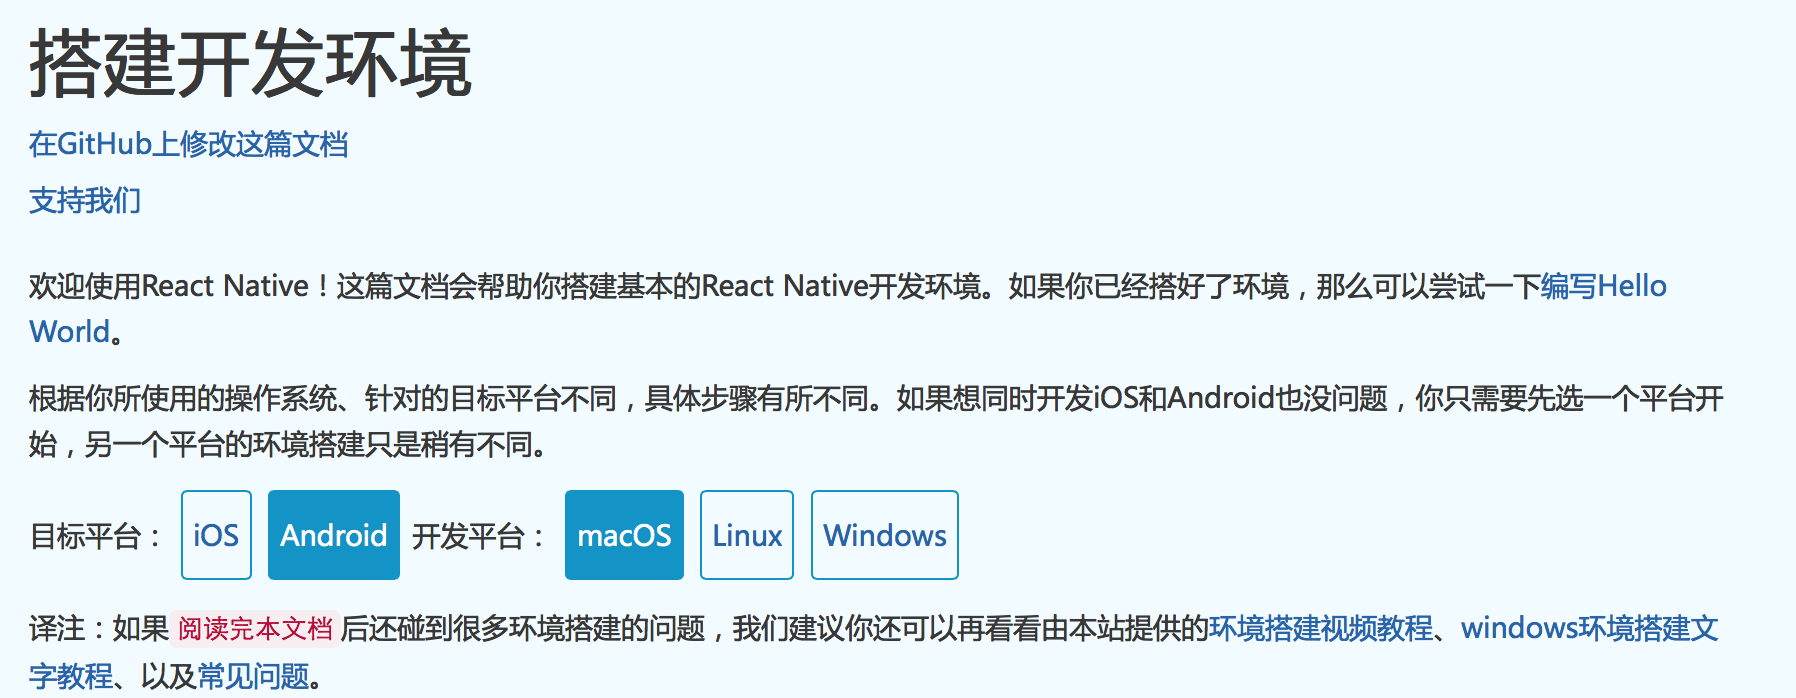 搭建开发环境
在GitHub上修改这篇文档
支持我们
欢迎使用React Native！这篇文档会帮助你搭建基本的React Native开发环境。如果你已经搭好了环境，那么可以尝试一下编写Hello
World。
根据你所使用的操作系统、针对的目标平台不同，具体步骤有所不同。如果想同时开发iOS和Android也没问题，你只需要先选一个平台开
始，另一个平台的环境搭建只是稍有不同。
目标平台： iOS Android 开发平台： macOS Linux Windows
译注：如果阅读完本文档后还碰到很多环境搭建的问题，我们建议你还可以再看看由本站提供的环境搭建视频教程、windows环境搭建文
字教程、以及常见问题。